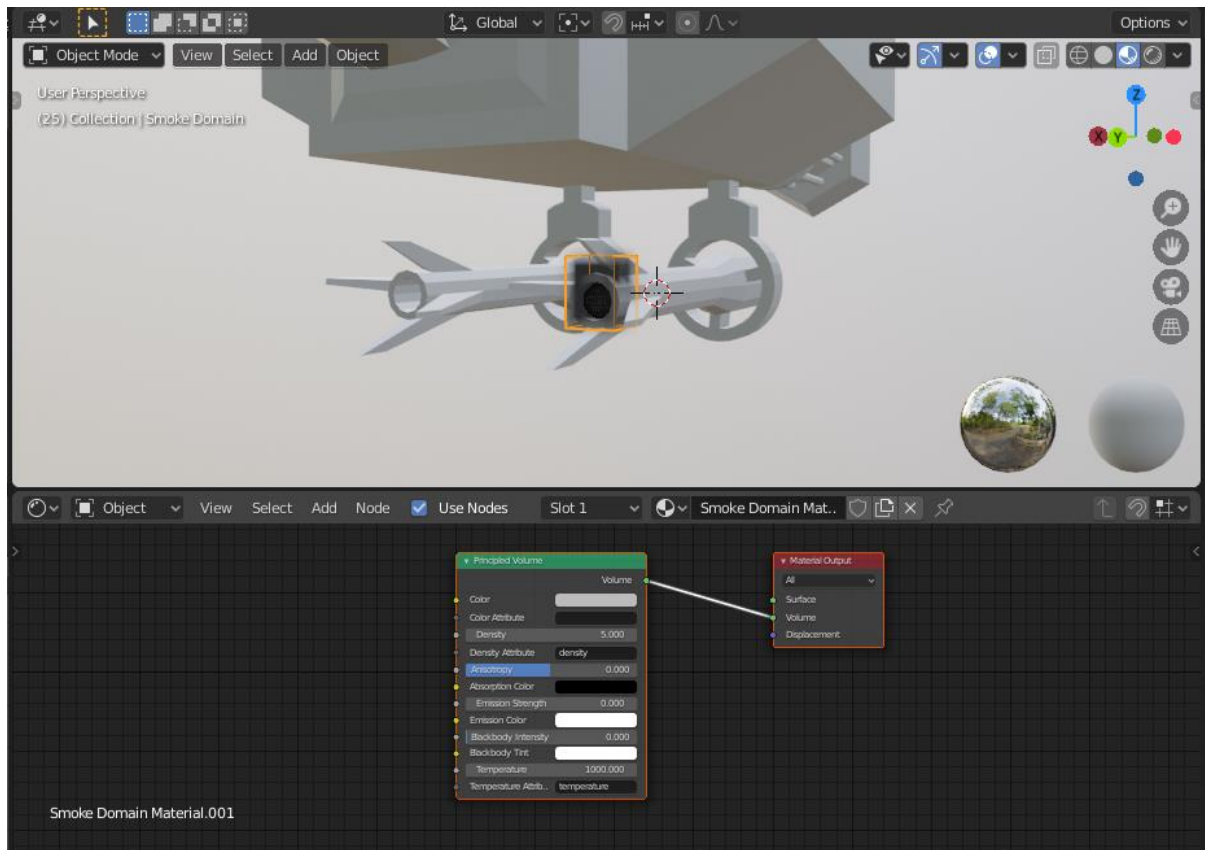 Global
Options
Object Mode View Select Add Object
User Perspective
(25) Collection | Smoke Domain
Z
X Y
Object View Select Add Node Use Nodes Slot 1 Smoke Domain Mat..
Principled Volume
Volume
Color
Color Attribute
Density 5.000
Density Attribute density
Anisotropy 0.000
Absorption Color
Emission Strength 0.000
Emission Color
Blackbody Intensity 0.000
Blackbody Tint
Temperature 1000.000
Temperature Attrib.. temperature
Material Output
All
Surface
Volume
Displacement
Smoke Domain Material.001